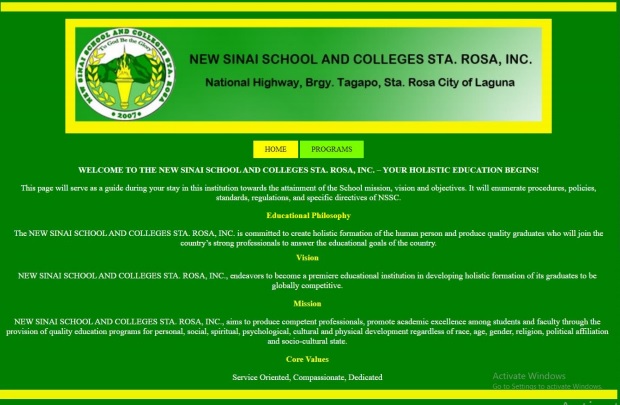 NEW SINAI SCHOOL AND COLLEGES STA. ROSA
"To God Be the Glory"
2007
NEW SINAI SCHOOL AND COLLEGES STA. ROSA, INC.
National Highway, Brgy. Tagapo, Sta. Rosa City of Laguna
HOME
PROGRAMS
WELCOME TO THE NEW SINAI SCHOOL AND COLLEGES STA. ROSA, INC. – YOUR HOLISTIC EDUCATION BEGINS!
This page will serve as a guide during your stay in this institution towards the attainment of the School mission, vision and objectives. It will enumerate procedures, policies,
standards, regulations, and specific directives of NSSC.
Educational Philosophy
The NEW SINAI SCHOOL AND COLLEGES STA. ROSA, INC. is committed to create holistic formation of the human person and produce quality graduates who will join the
country's strong professionals to answer the educational goals of the country.
Vision
NEW SINAI SCHOOL AND COLLEGES STA. ROSA, INC., endeavors to become a premiere educational institution in developing holistic formation of its graduates to be
globally competitive.
Mission
NEW SINAI SCHOOL AND COLLEGES STA. ROSA, INC., aims to produce competent professionals, promote academic excellence among students and faculty through the
provision of quality education programs for personal, social, spiritual, psychological, cultural and physical development regardless of race, age, gender, religion, political affiliation
and socio-cultural state.
Core Values
Service Oriented, Compassionate, Dedicated
Activate Windows
Go to Settings to activate Windows.